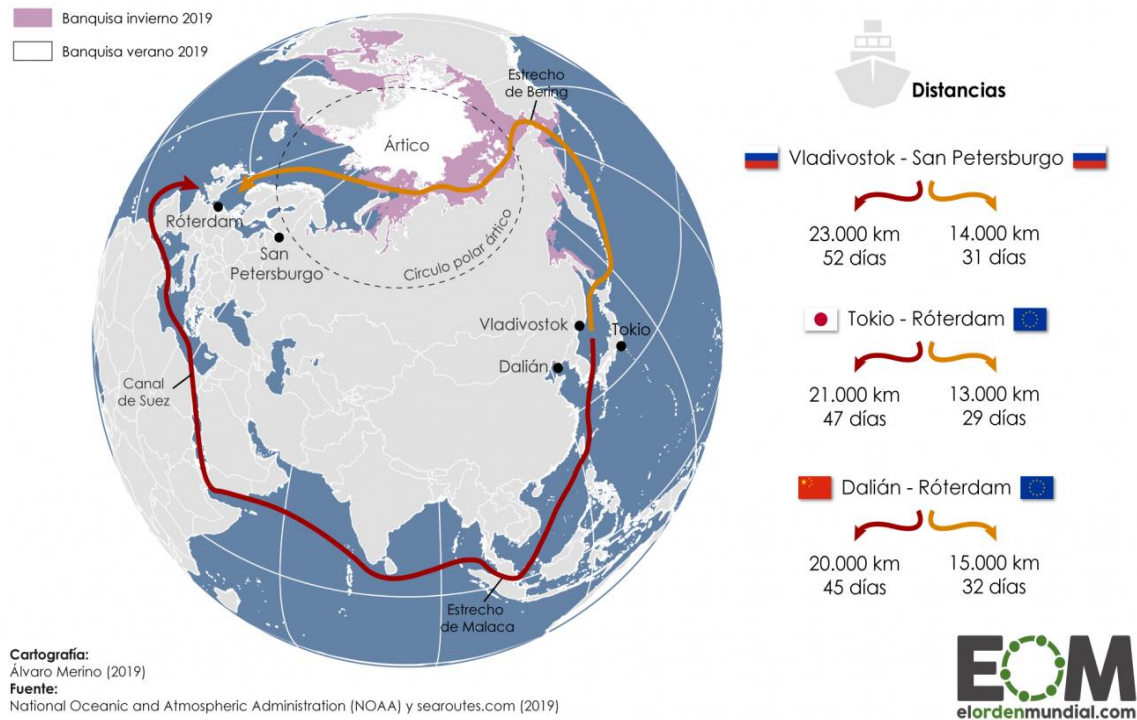 Banquisa invierno 2019
Banquisa verano 2019
Estrecho
de Bering
Ártico
Róterdam
San
Petersburgo
Círculo polar ártico
Vladivostok
Tokio
Dalián
Canal
de Suez
Estrecho
de Malaca
Distancias
Vladivostok - San Petersburgo
23.000 km
52 días
14.000 km
31 días
Tokio - Róterdam
21.000 km
47 días
13.000 km
29 días
Dalián - Róterdam
20.000 km
45 días
15.000 km
32 días
Cartografía:
Álvaro Merino (2019)
Fuente:
National Oceanic and Atmospheric Administration (NOAA) y searoutes.com (2019)
EOM
elordenmundial.com